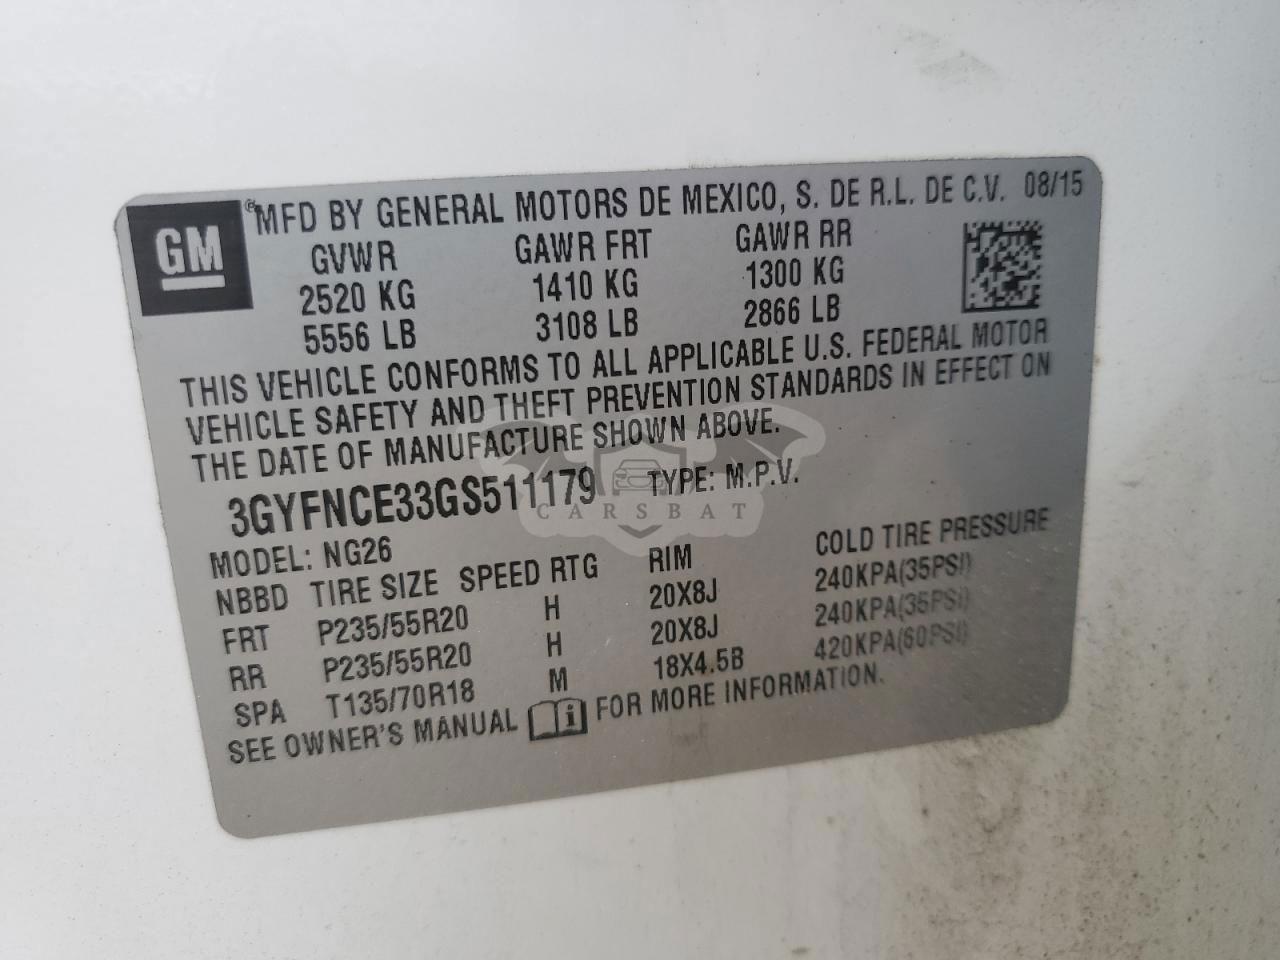 GM
® MFD BY GENERAL MOTORS DE MEXICO, S. DE R.L. DE C.V. 08/15
GVWR GAWR FRT GAWR RR
2520 KG 1410 KG 1300 KG
5556 LB 3108 LB 2866 LB
THIS VEHICLE CONFORMS TO ALL APPLICABLE U.S. FEDERAL MOTOR
VEHICLE SAFETY AND THEFT PREVENTION STANDARDS IN EFFECT ON
THE DATE OF MANUFACTURE SHOWN ABOVE.
3GYFNCE33GS511179 TYPE: M.P.V.
CARSBAT
MODEL: NG26
NBBD TIRE SIZE SPEED RTG RIM COLD TIRE PRESSURE
FRT P235/55R20 H 20X8J 240KPA(35PSI)
RR P235/55R20 H 20X8J 240KPA(35PSI)
SPA T135/70R18 M 18X4.5B 420KPA(60PSI)
SEE OWNER'S MANUAL i FOR MORE INFORMATION.